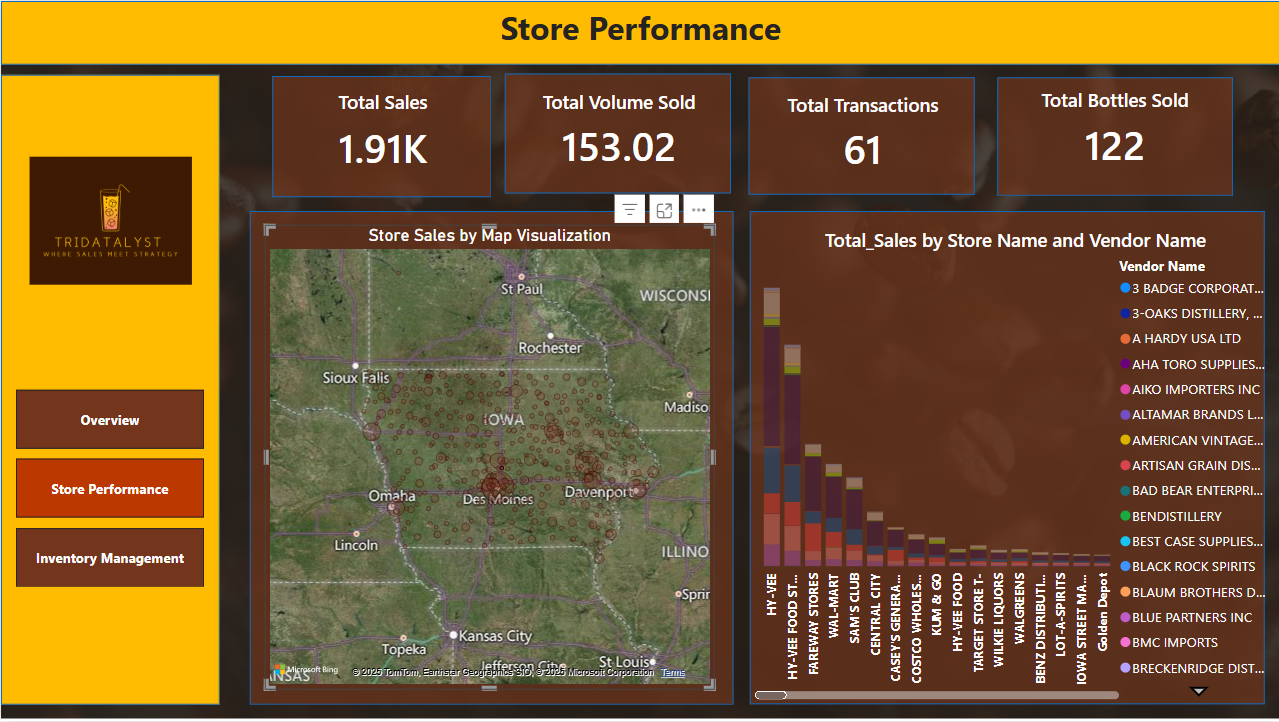 Store Performance
Total Sales
1.91K
Total Volume Sold
153.02
Total Transactions
61
Total Bottles Sold
122
TRIDATALYST
WHERE SALES MEET STRATEGY
Overview
Store Performance
Inventory Management
Store Sales by Map Visualization
St Paul
WISCONSI
Rochester
Sioux Falls
Madiso
IOWA
Omaha
Des Moines
Davenport
Lincoln
ILLINO
Sprin
Kansas City
Topeka
Jefferson City
St Louis
ANSAS
Microsoft Bing
© 2025 TomTom, Earthstar Geographics SIO, © 2025 Microsoft Corporation Terms
Total_Sales by Store Name and Vendor Name
Vendor Name
3 BADGE CORPORAT...
3-OAKS DISTILLERY, ...
A HARDY USA LTD
AHA TORO SUPPLIES...
AIKO IMPORTERS INC
ALTAMAR BRANDS L...
AMERICAN VINTAGE...
ARTISAN GRAIN DIS...
BAD BEAR ENTERPRI...
BENDISTILLERY
BEST CASE SUPPLIES...
BLACK ROCK SPIRITS
BLAUM BROTHERS D...
BLUE PARTNERS INC
BMC IMPORTS
BRECKENRIDGE DIST...
HY-VEE
HY-VEE FOOD ST...
FAREWAY STORES
WAL-MART
SAM'S CLUB
CENTRAL CITY
CASEY'S GENERA...
COSTCO WHOLES...
KUM & GO
HY-VEE FOOD
TARGET STORE T-
WILKIE LIQUORS
WALGREENS
BENZ DISTRIBUTI...
LOT-A-SPIRITS
IOWA STREET MA...
Golden Depot